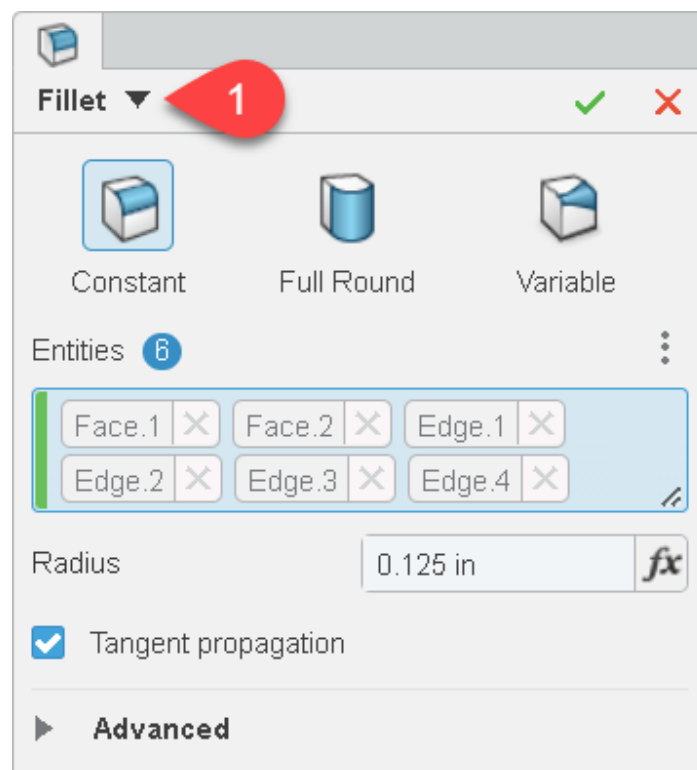 Fillet 1
Constant Full Round Variable
Entities 6
Face.1 Face.2 Edge.1
Edge.2 Edge.3 Edge.4
Radius 0.125 in fx
Tangent propagation
Advanced